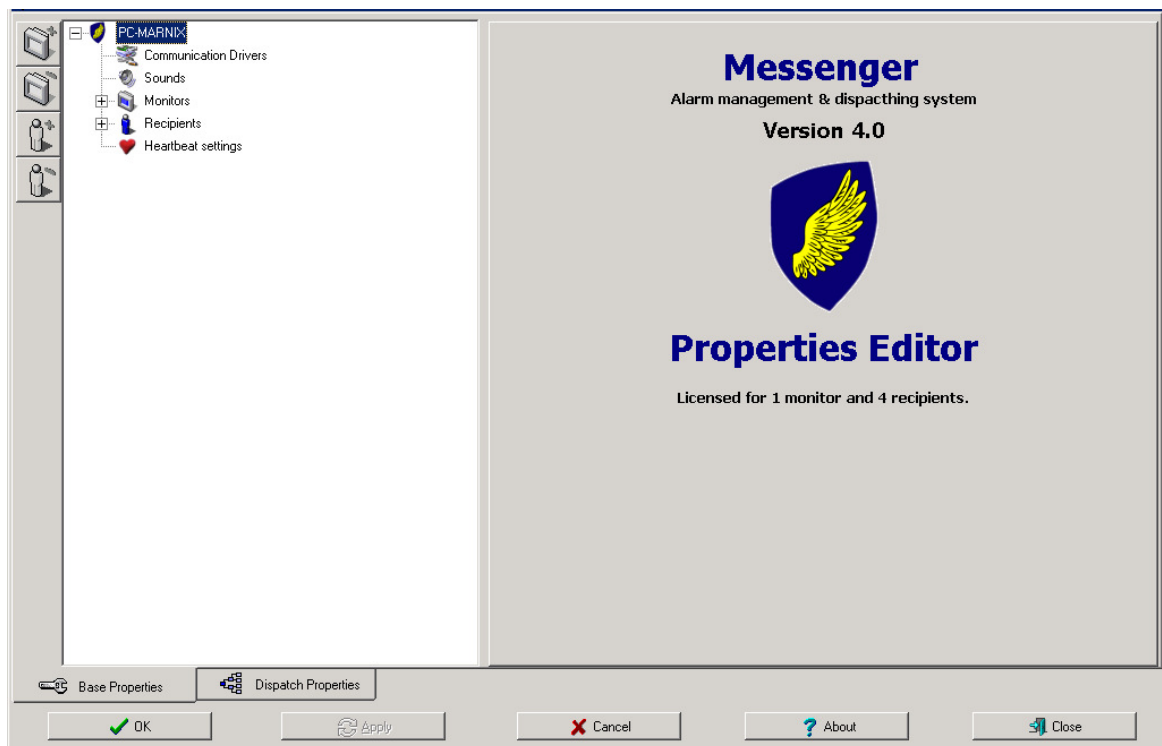 PC-MARNIX
Communication Drivers
Sounds
Monitors
Recipients
Heartbeat settings
Messenger
Alarm management & dispacthing system
Version 4.0
Properties Editor
Licensed for 1 monitor and 4 recipients.
Base Properties
Dispatch Properties
OK
Apply
Cancel
About
Close